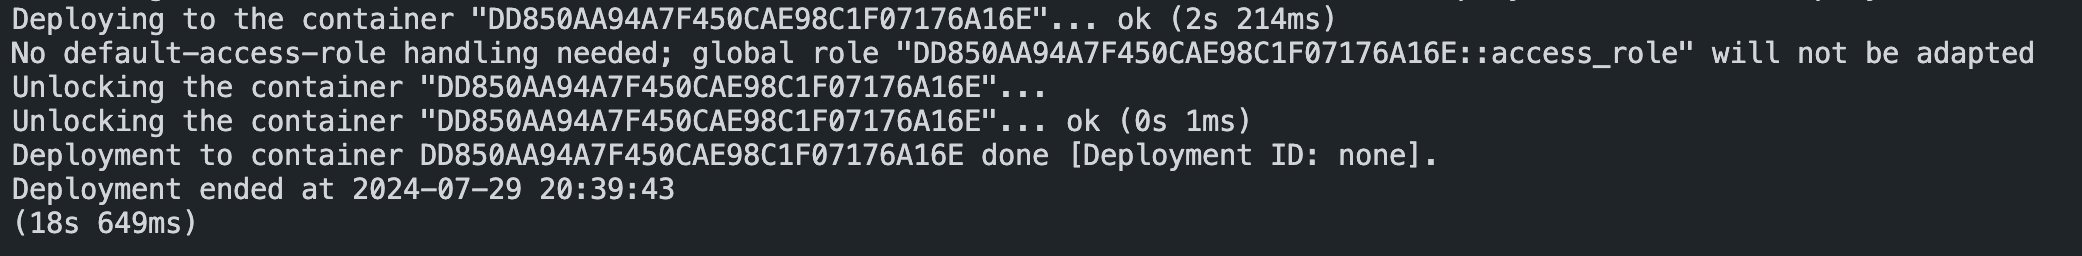 Deploying to the container "DD850AA94A7F450CAE98C1F07176A16E"... ok (2s 214ms)
No default-access-role handling needed; global role "DD850AA94A7F450CAE98C1F07176A16E::access_role" will not be adapted
Unlocking the container "DD850AA94A7F450CAE98C1F07176A16E"...
Unlocking the container "DD850AA94A7F450CAE98C1F07176A16E"... ok (0s 1ms)
Deployment to container DD850AA94A7F450CAE98C1F07176A16E done [Deployment ID: none].
Deployment ended at 2024-07-29 20:39:43
(18s 649ms)